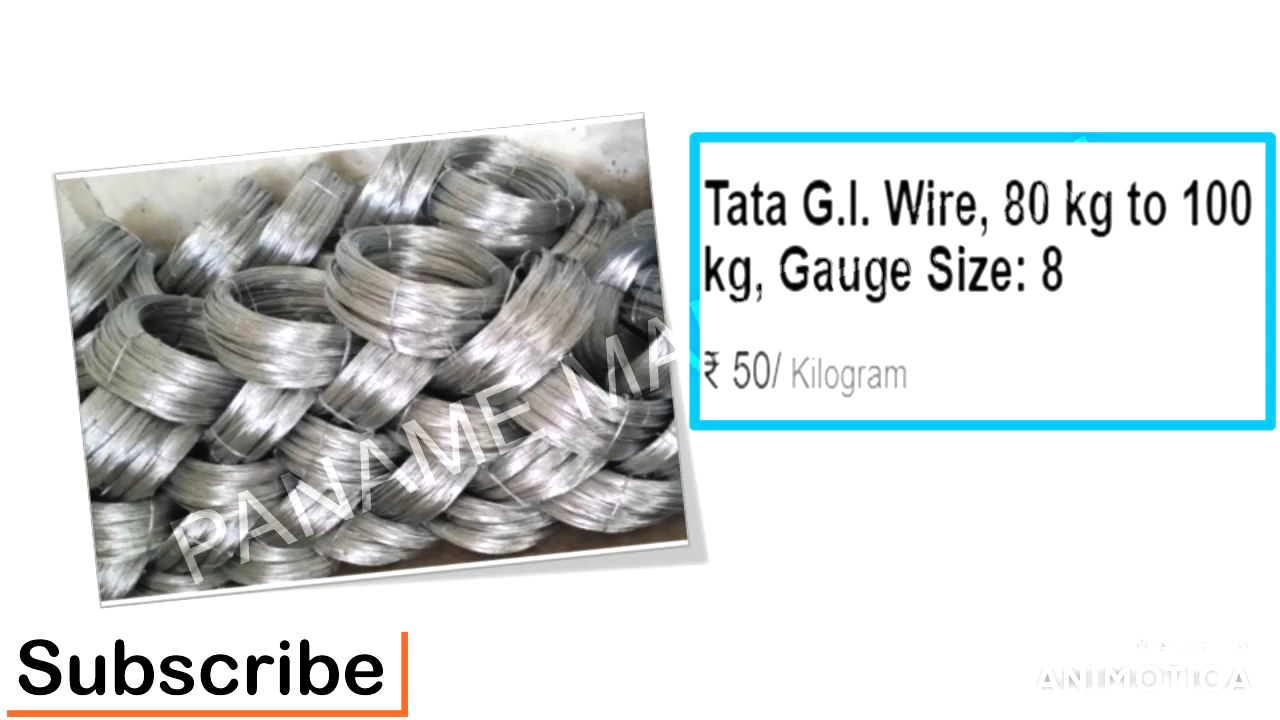 Tata G.I. Wire, 80 kg to 100
kg, Gauge Size: 8
₹ 50/ Kilogram
PANAME MA
Subscribe
ANIMOTICA